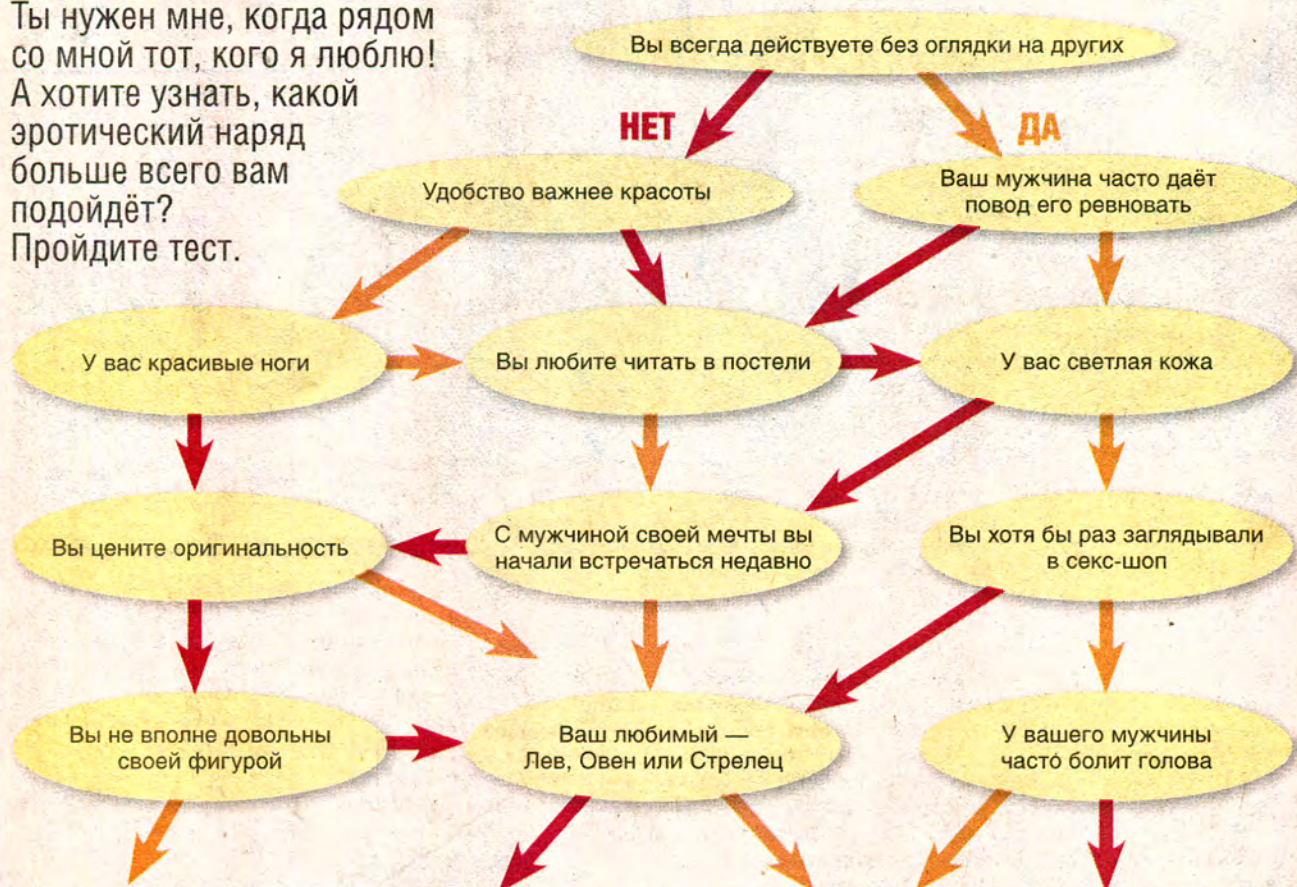 Ты нужен мне, когда рядом
со мной тот, кого я люблю!
А хотите узнать, какой
эротический наряд
больше всего вам
подойдёт?
Пройдите тест.
Вы всегда действуете без оглядки на других
НЕТ
ДА
Удобство важнее красоты
Ваш мужчина часто даёт
повод его ревновать
У вас красивые ноги
Вы любите читать в постели
У вас светлая кожа
Вы цените оригинальность
С мужчиной своей мечты вы
начали встречаться недавно
Вы хотя бы раз заглядывали
в секс-шоп
Вы не вполне довольны
своей фигурой
Ваш любимый —
Лев, Овен или Стрелец
У вашего мужчины
часто болит голова